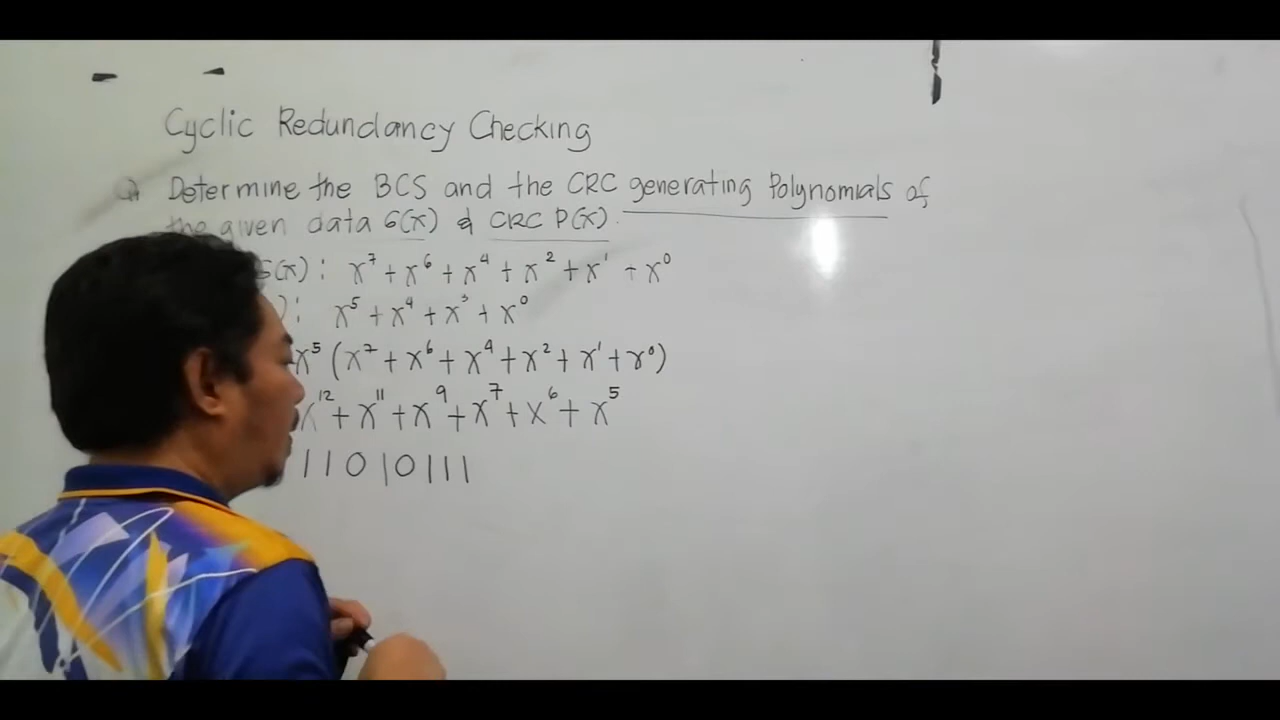 Cyclic Redundancy Checking
Q. Determine the BCS and the CRC generating Polynomials of
the given data G(x) & CRC P(x).
G(x): x⁷ + x⁶ + x⁴ + x² + x¹ + x⁰
): x⁵ + x⁴ + x³ + x⁰
x⁵ (x⁷ + x⁶ + x⁴ + x² + x¹ + x⁰)
x¹² + x¹¹ + x⁹ + x⁷ + x⁶ + x⁵
11010111